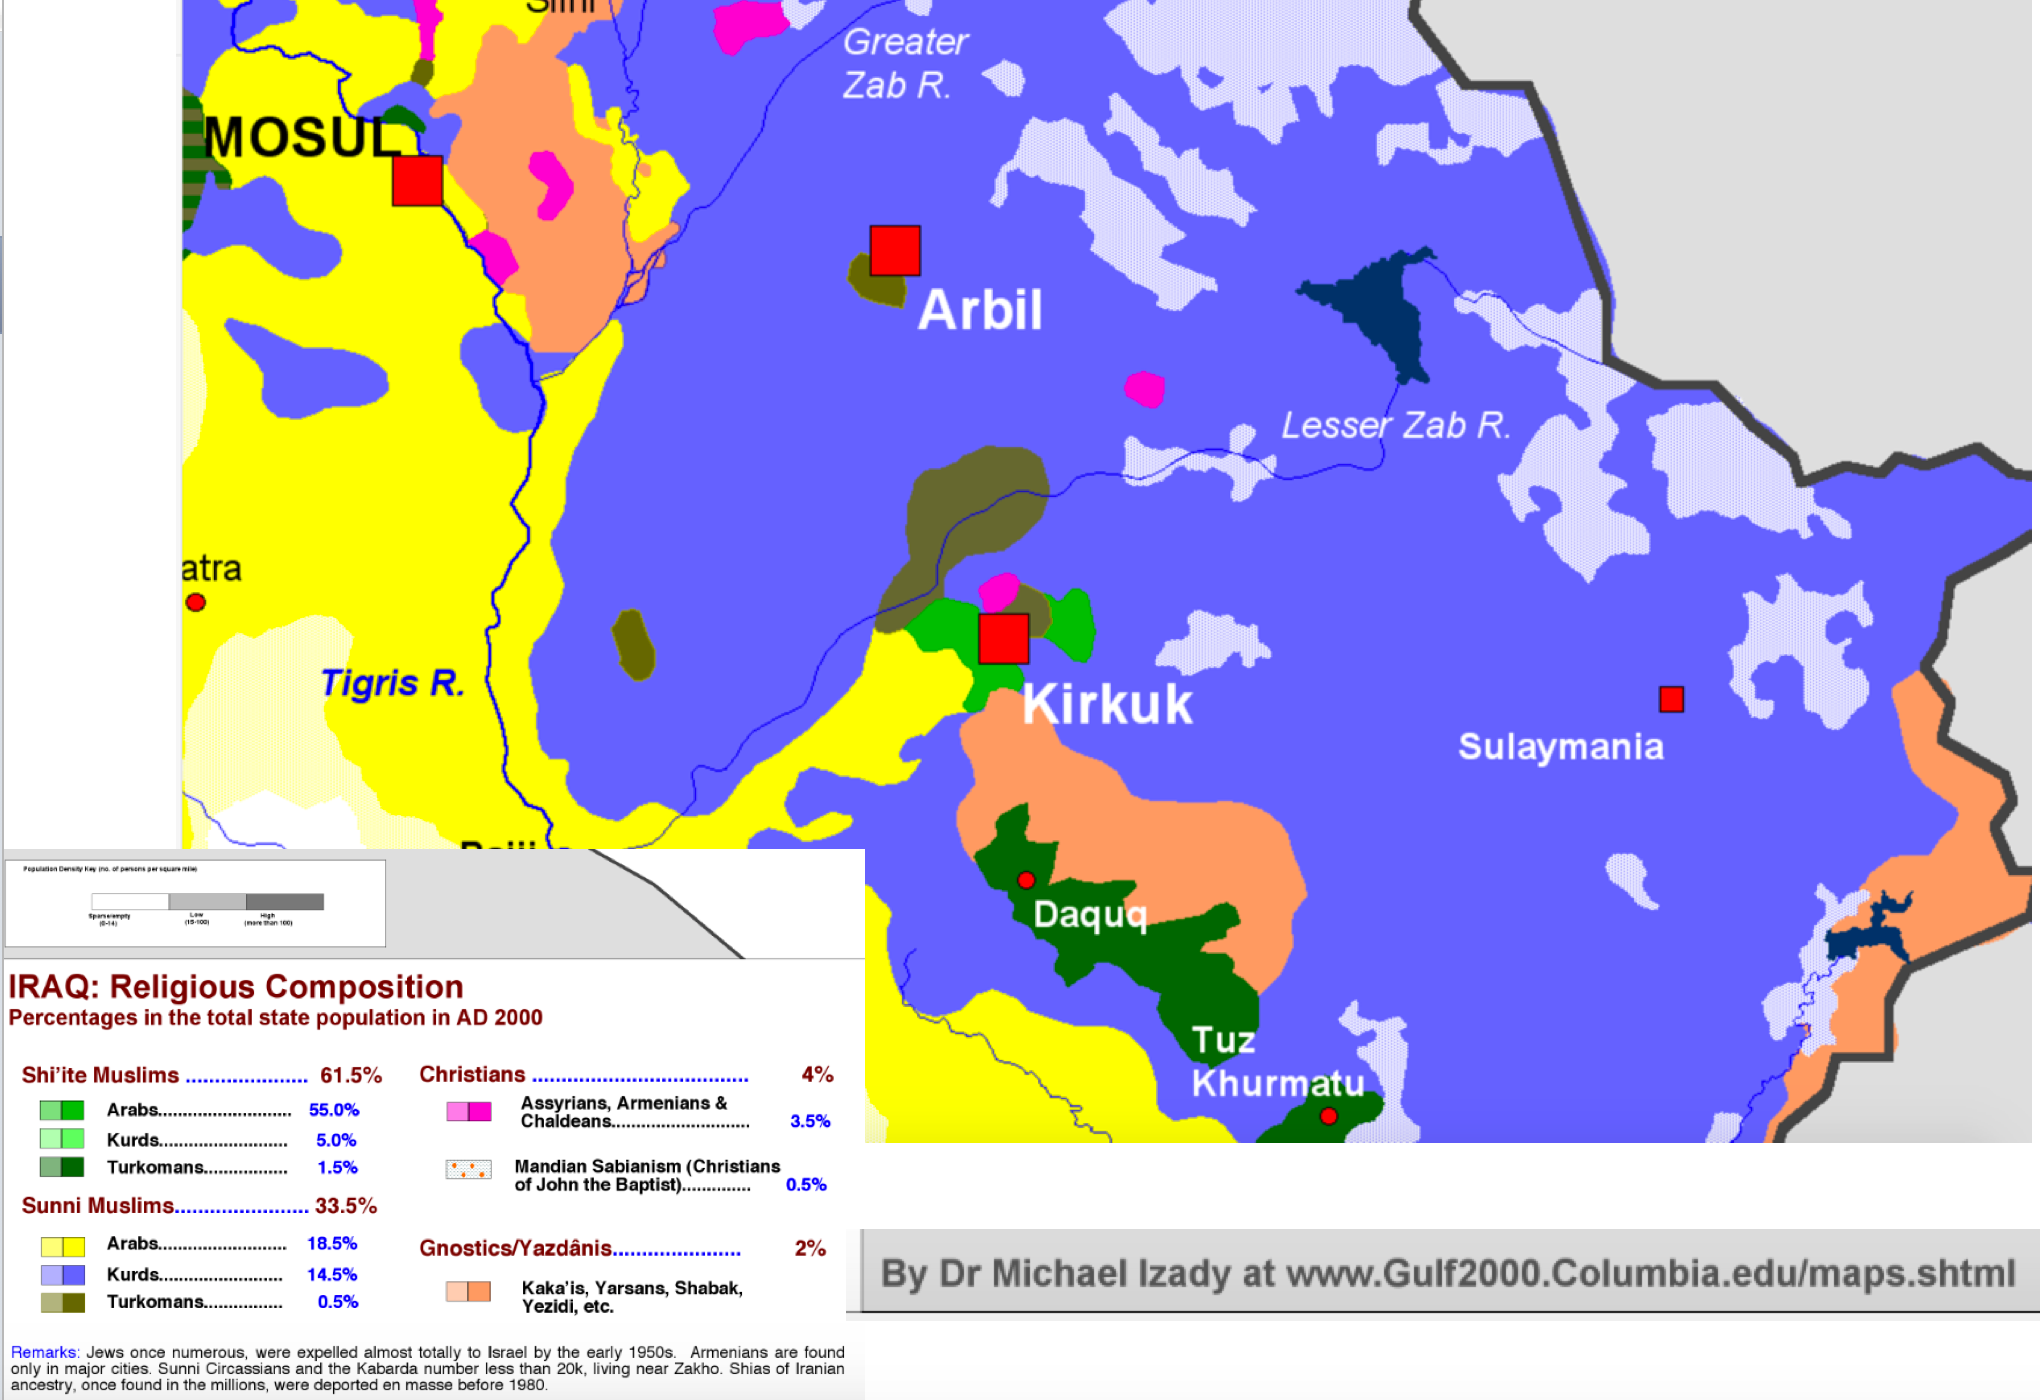 Greater
Zab R.
MOSUL
Arbil
Lesser Zab R.
atra
Tigris R.
Kirkuk
Sulaymania
Daquq
Tuz
Khurmatu
Population Density Key (no. of persons per square mile)
Sparse/empty
(0-14)
Low
(15-100)
High
(more than 100)
IRAQ: Religious Composition
Percentages in the total state population in AD 2000
Shi'ite Muslims ..................... 61.5%
Arabs............................. 55.0%
Kurds............................ 5.0%
Turkomans.................. 1.5%
Sunni Muslims....................... 33.5%
Arabs............................ 18.5%
Kurds........................... 14.5%
Turkomans................. 0.5%
Christians ..................................... 4%
Assyrians, Armenians &
Chaldeans.............................. 3.5%
Mandian Sabianism (Christians
of John the Baptist)............... 0.5%
Gnostics/Yazdânis...................... 2%
Kaka'is, Yarsans, Shabak,
Yezidi, etc.
Remarks: Jews once numerous, were expelled almost totally to Israel by the early 1950s. Armenians are found
only in major cities. Sunni Circassians and the Kabarda number less than 20k, living near Zakho. Shias of Iranian
ancestry, once found in the millions, were deported en masse before 1980.
By Dr Michael Izady at www.Gulf2000.Columbia.edu/maps.shtml